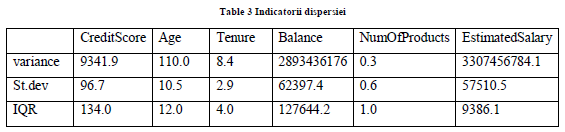 Table 3 Indicatorii dispersiei
CreditScore Age Tenure Balance NumOfProducts EstimatedSalary
variance 9341.9 110.0 8.4 2893436176 0.3 3307456784.1
St.dev 96.7 10.5 2.9 62397.4 0.6 57510.5
IQR 134.0 12.0 4.0 127644.2 1.0 9386.1